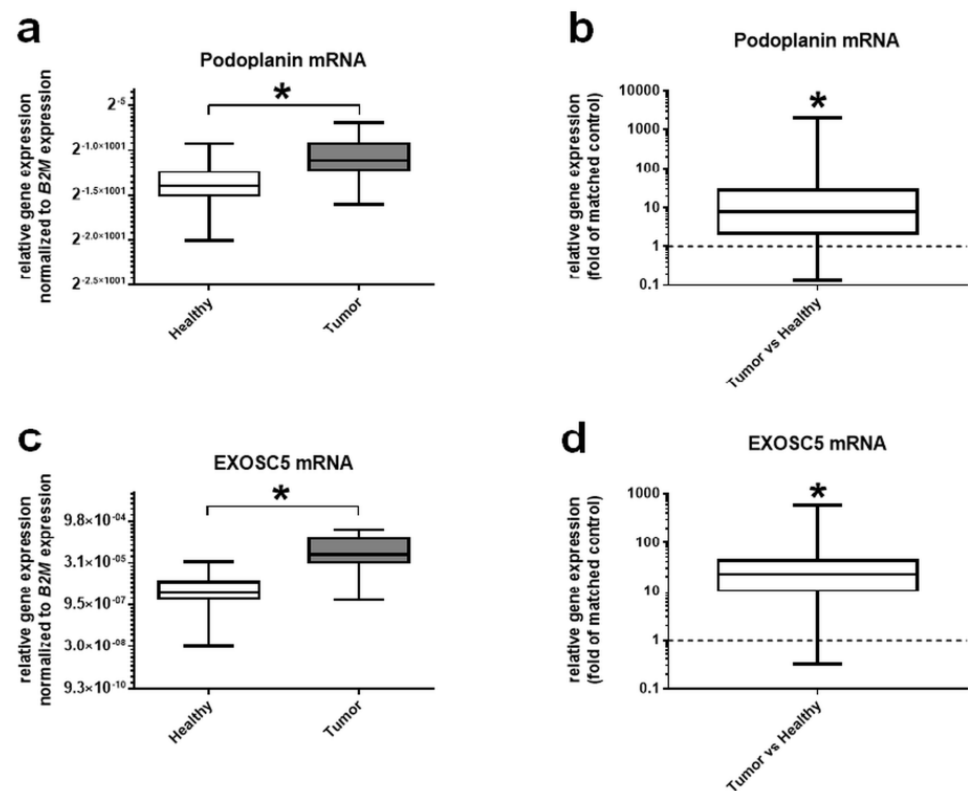 a
Podoplanin mRNA
relative gene expression
normalized to B2M expression
2^-5
2^-1.0×1001
2^-1.5×1001
2^-2.0×1001
2^-2.5×1001
*
Healthy
Tumor
b
Podoplanin mRNA
relative gene expression
(fold of matched control)
10000
1000
100
10
1
0.1
*
Tumor vs Healthy
c
EXOSC5 mRNA
relative gene expression
normallzed to B2M expression
9.8×10^-04
3.1×10^-05
9.5×10^-07
3.0×10^-08
9.3×10^-10
*
Healthy
Tumor
d
EXOSC5 mRNA
relative gene expression
(fold of matched control)
1000
100
10
1
0.1
*
Tumor vs Healthy